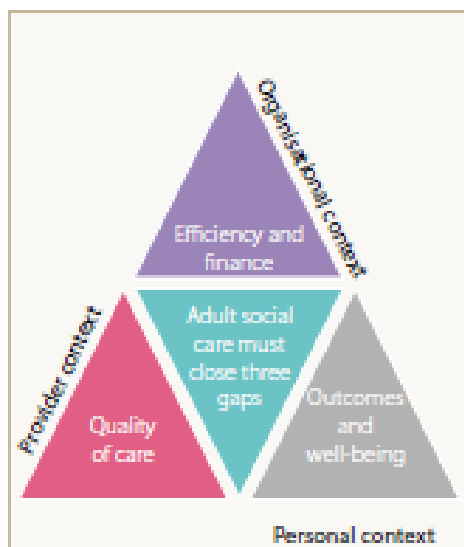 Organisational context
Efficiency and
finance
Provider context
Adult social
care must
close three
gaps
Quality
of care
Outcomes
and
well-being
Personal context